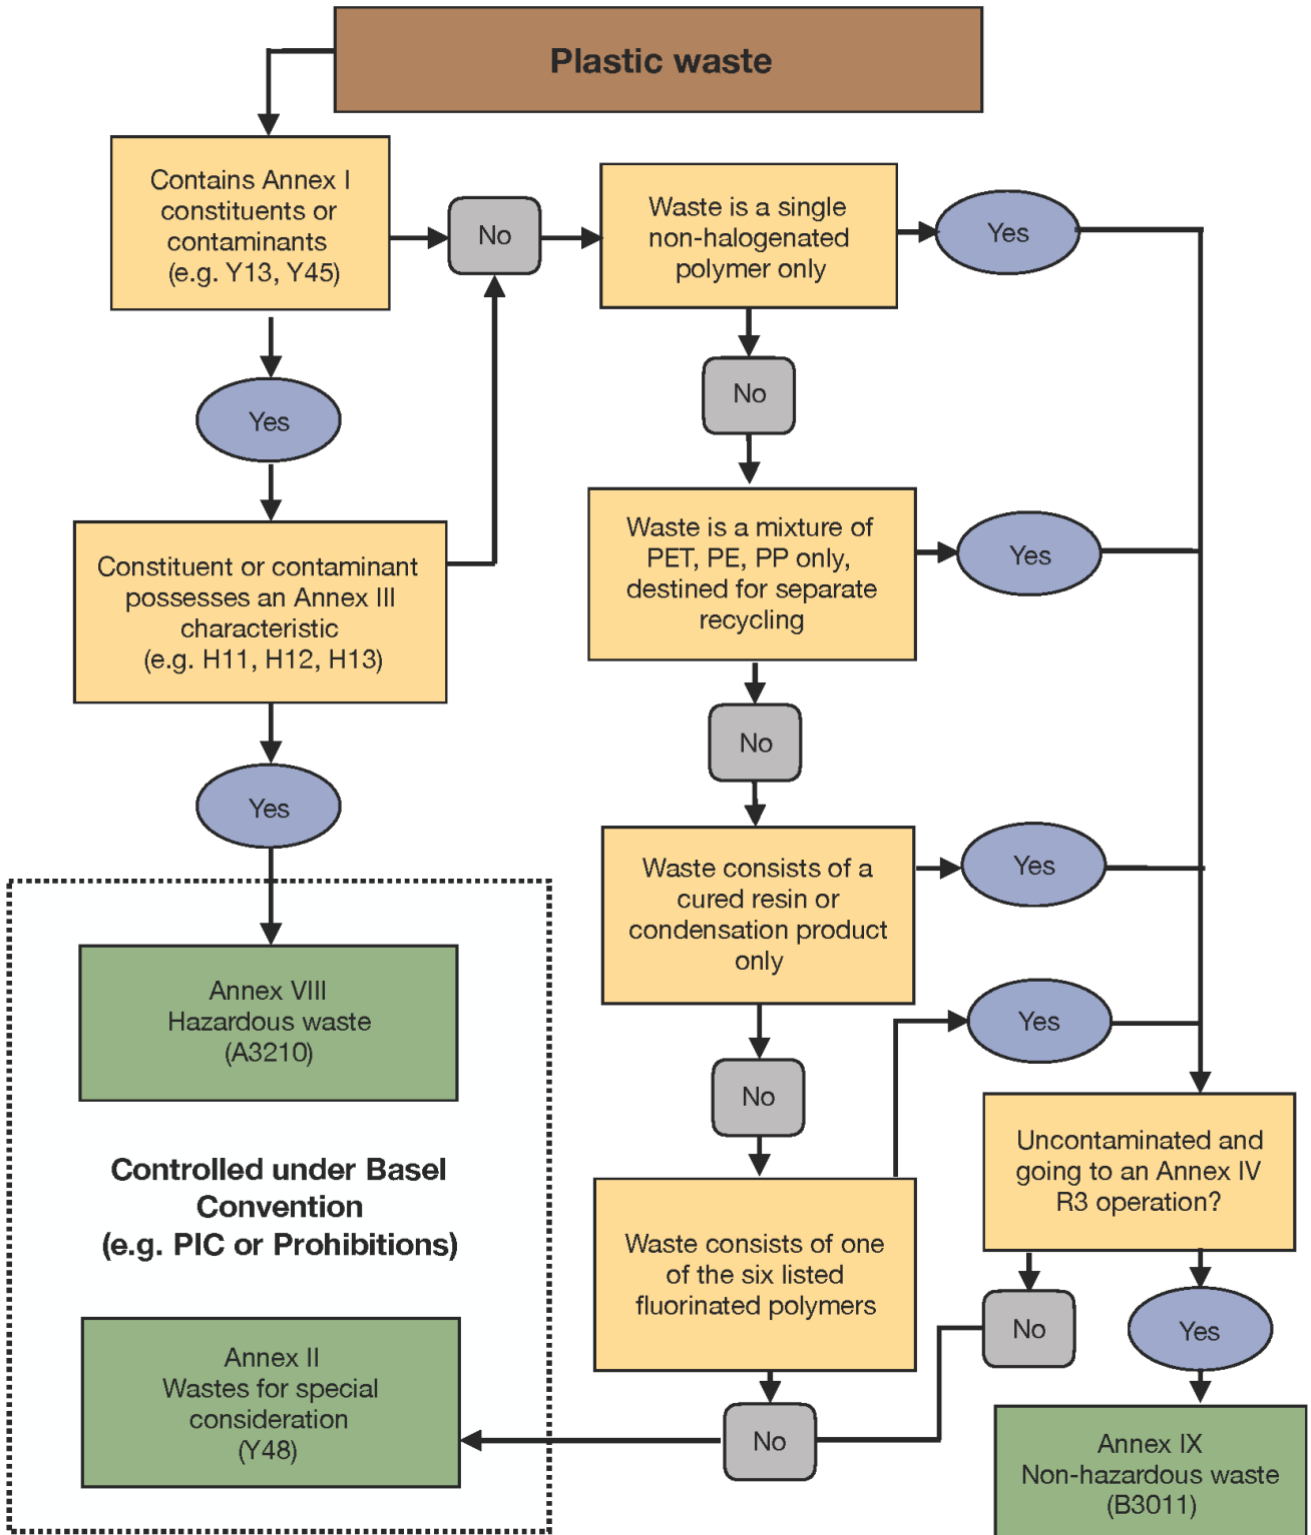 Plastic waste
Contains Annex I
constituents or
contaminants
(e.g. Y13, Y45)
No
Waste is a single
non-halogenated
polymer only
Yes
Yes
No
Constituent or contaminant
possesses an Annex III
characteristic
(e.g. H11, H12, H13)
Waste is a mixture of
PET, PE, PP only,
destined for separate
recycling
Yes
No
Yes
Waste consists of a
cured resin or
condensation product
only
Yes
Annex VIII
Hazardous waste
(A3210)
Yes
No
Controlled under Basel
Convention
(e.g. PIC or Prohibitions)
Uncontaminated and
going to an Annex IV
R3 operation?
Waste consists of one
of the six listed
fluorinated polymers
No
Yes
Annex II
Wastes for special
consideration
(Y48)
No
Annex IX
Non-hazardous waste
(B3011)